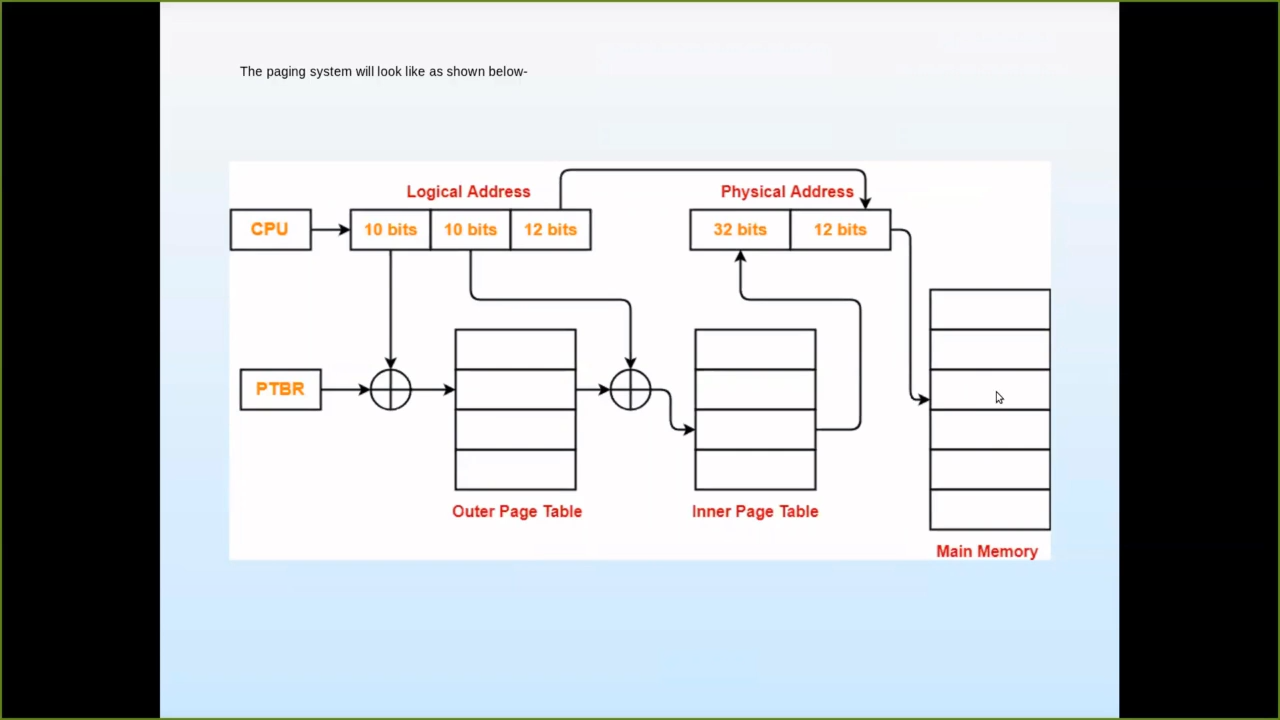 The paging system will look like as shown below-
Logical Address
Physical Address
CPU
10 bits
10 bits
12 bits
32 bits
12 bits
PTBR
Outer Page Table
Inner Page Table
Main Memory